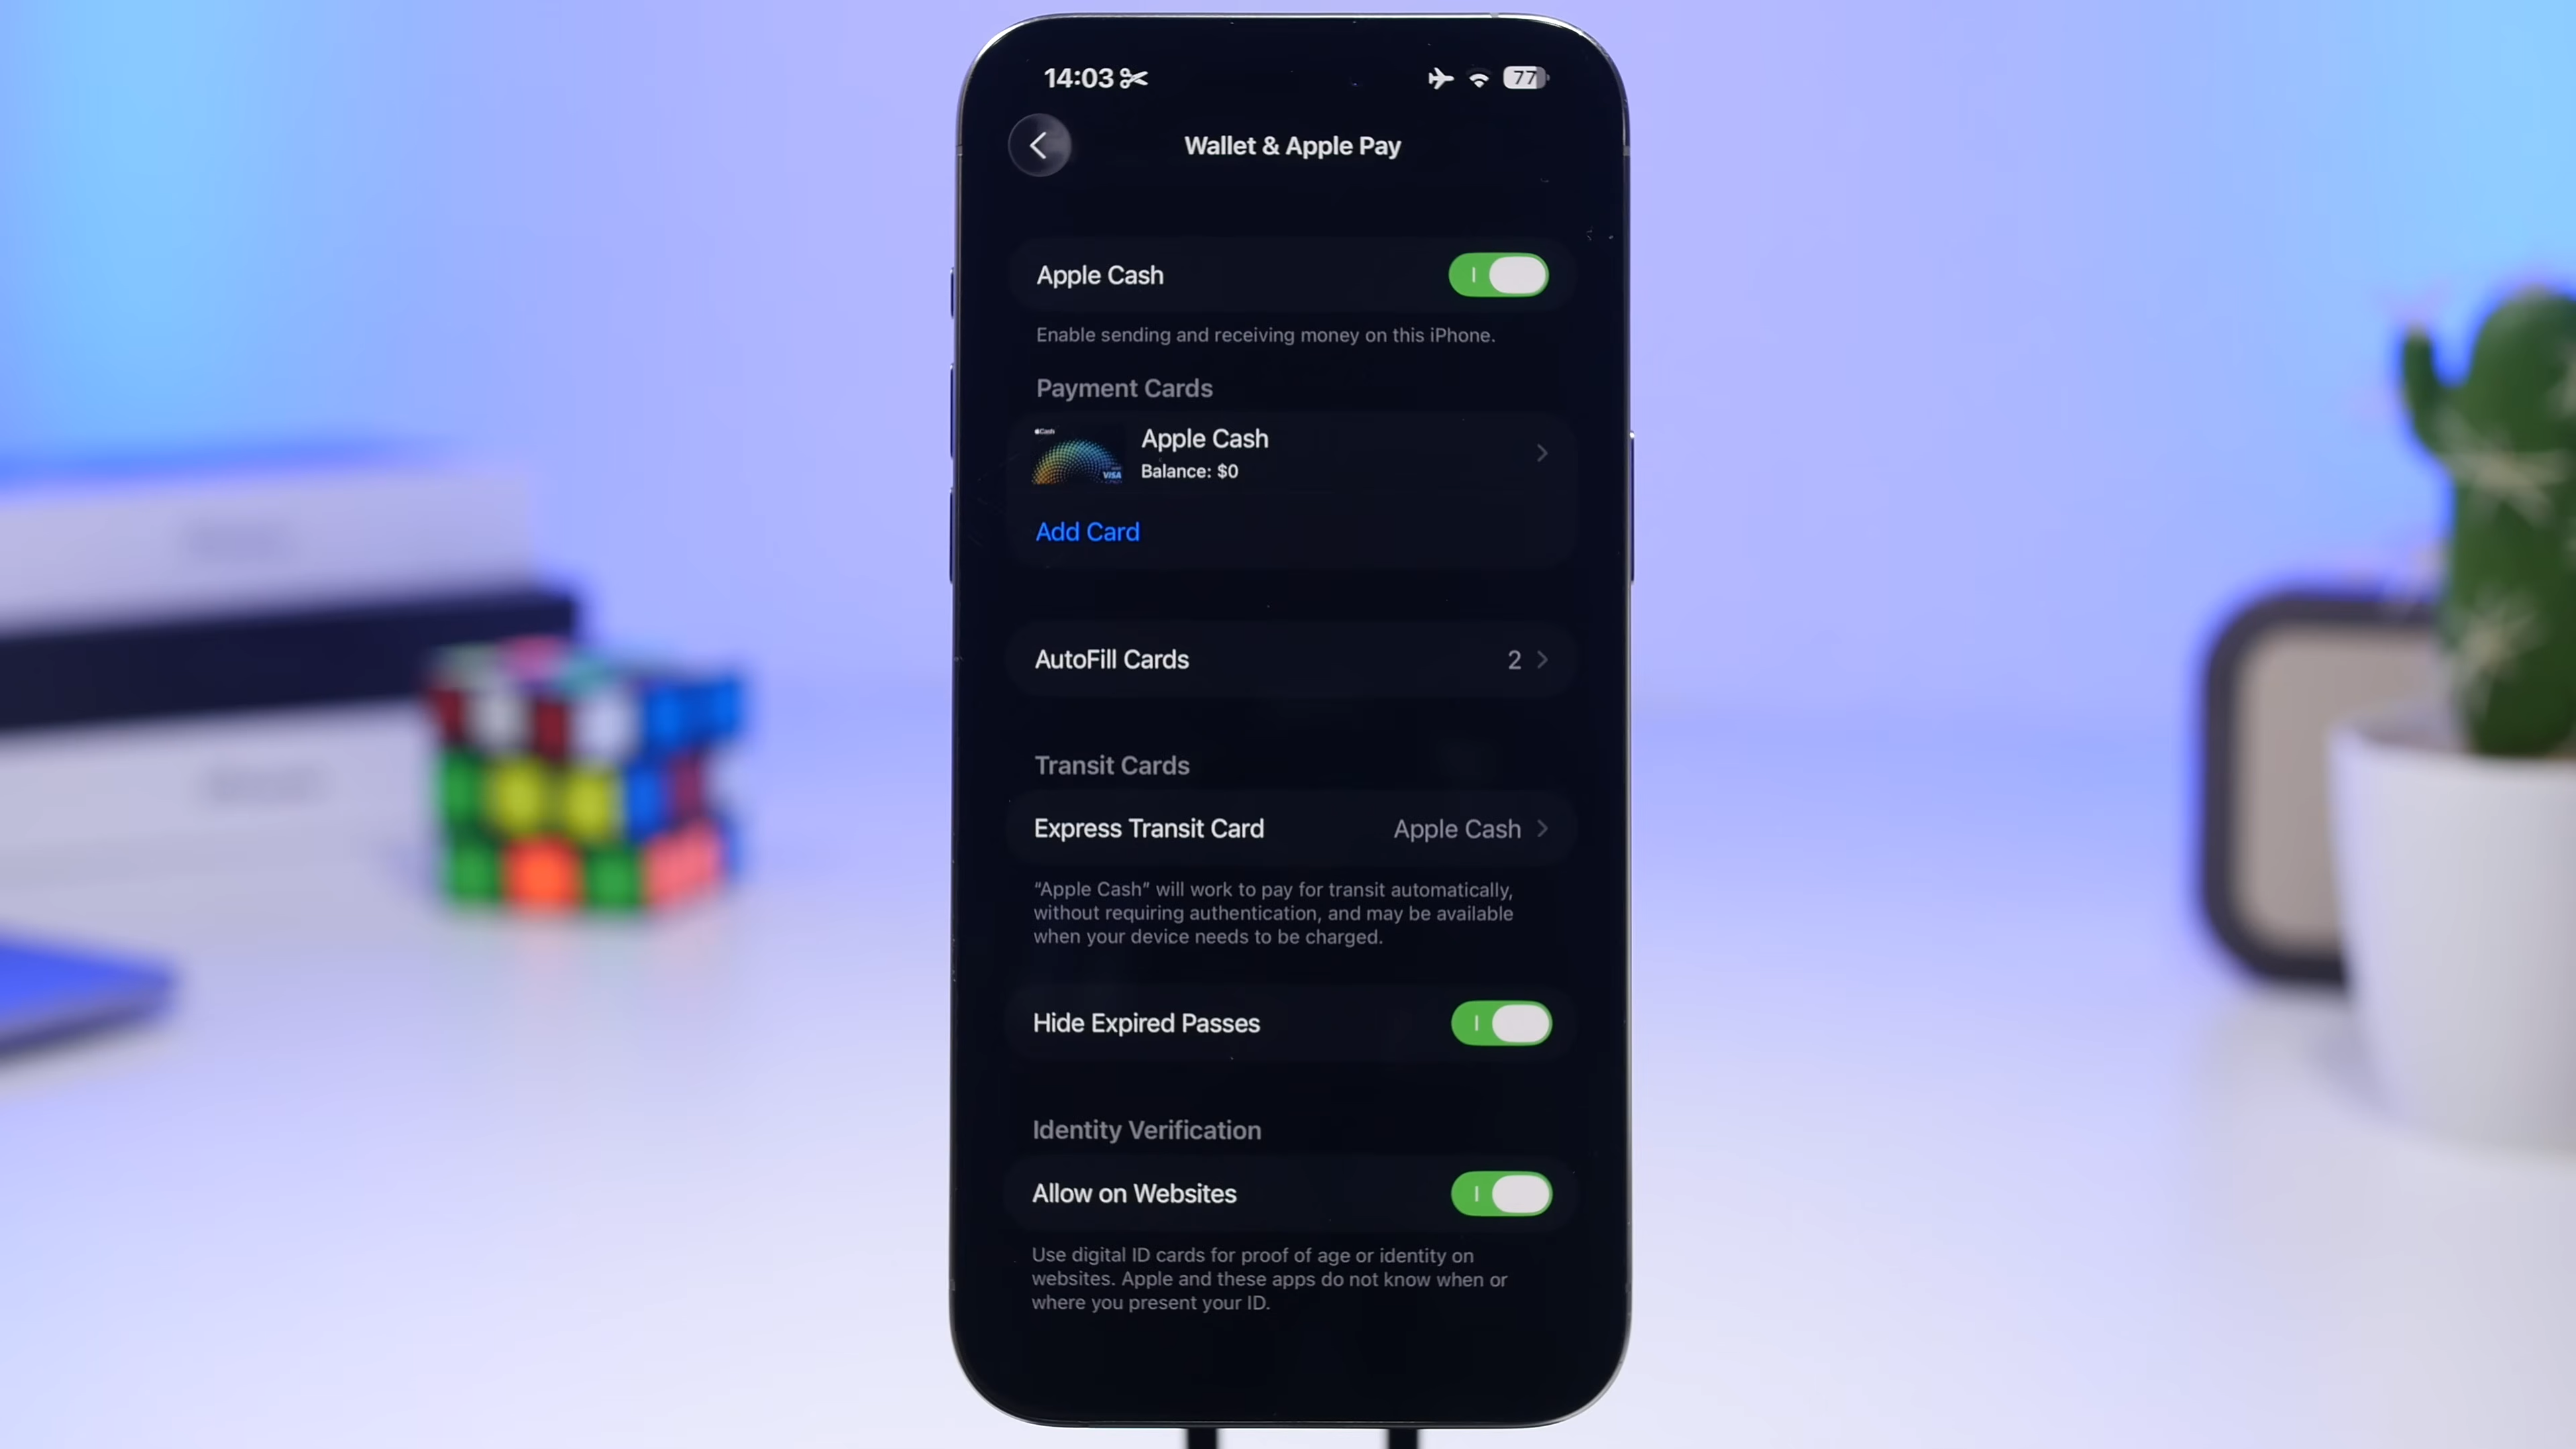 14:03
77
Wallet & Apple Pay
Apple Cash
Enable sending and receiving money on this iPhone.
Payment Cards
Cash
VISA
Apple Cash
Balance: $0
Add Card
AutoFill Cards 2
Transit Cards
Express Transit Card Apple Cash
“Apple Cash” will work to pay for transit automatically,
without requiring authentication, and may be available
when your device needs to be charged.
Hide Expired Passes
Identity Verification
Allow on Websites
Use digital ID cards for proof of age or identity on
websites. Apple and these apps do not know when or
where you present your ID.